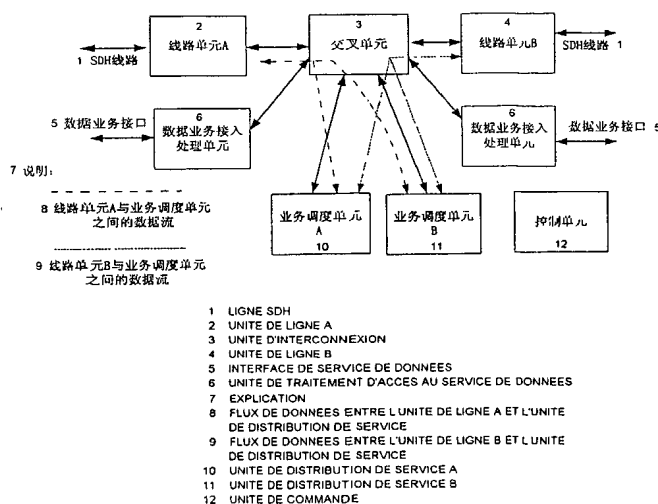 2
线路单元A
3
交叉单元
4
线路单元B
1 SDH线路
SDH线路 1
5 数据业务接口
6
数据业务接入
处理单元
6
数据业务接入
处理单元
数据业务接口 5
7 说明:
8 线路单元A与业务调度单元
之间的数据流
9 线路单元B与业务调度单元
之间的数据流
业务调度单元
A
10
业务调度单元
B
11
控制单元
12
1 LIGNE SDH
2 UNITE DE LIGNE A
3 UNITE D'INTERCONNEXION
4 UNITE DE LIGNE B
5 INTERFACE DE SERVICE DE DONNEES
6 UNITE DE TRAITEMENT D'ACCES AU SERVICE DE DONNEES
7 EXPLICATION
8 FLUX DE DONNEES ENTRE L'UNITE DE LIGNE A ET L'UNITE
DE DISTRIBUTION DE SERVICE
9 FLUX DE DONNEES ENTRE L'UNITE DE LIGNE B ET L'UNITE
DE DISTRIBUTION DE SERVICE
10 UNITE DE DISTRIBUTION DE SERVICE A
11 UNITE DE DISTRIBUTION DE SERVICE B
12 UNITE DE COMMANDE